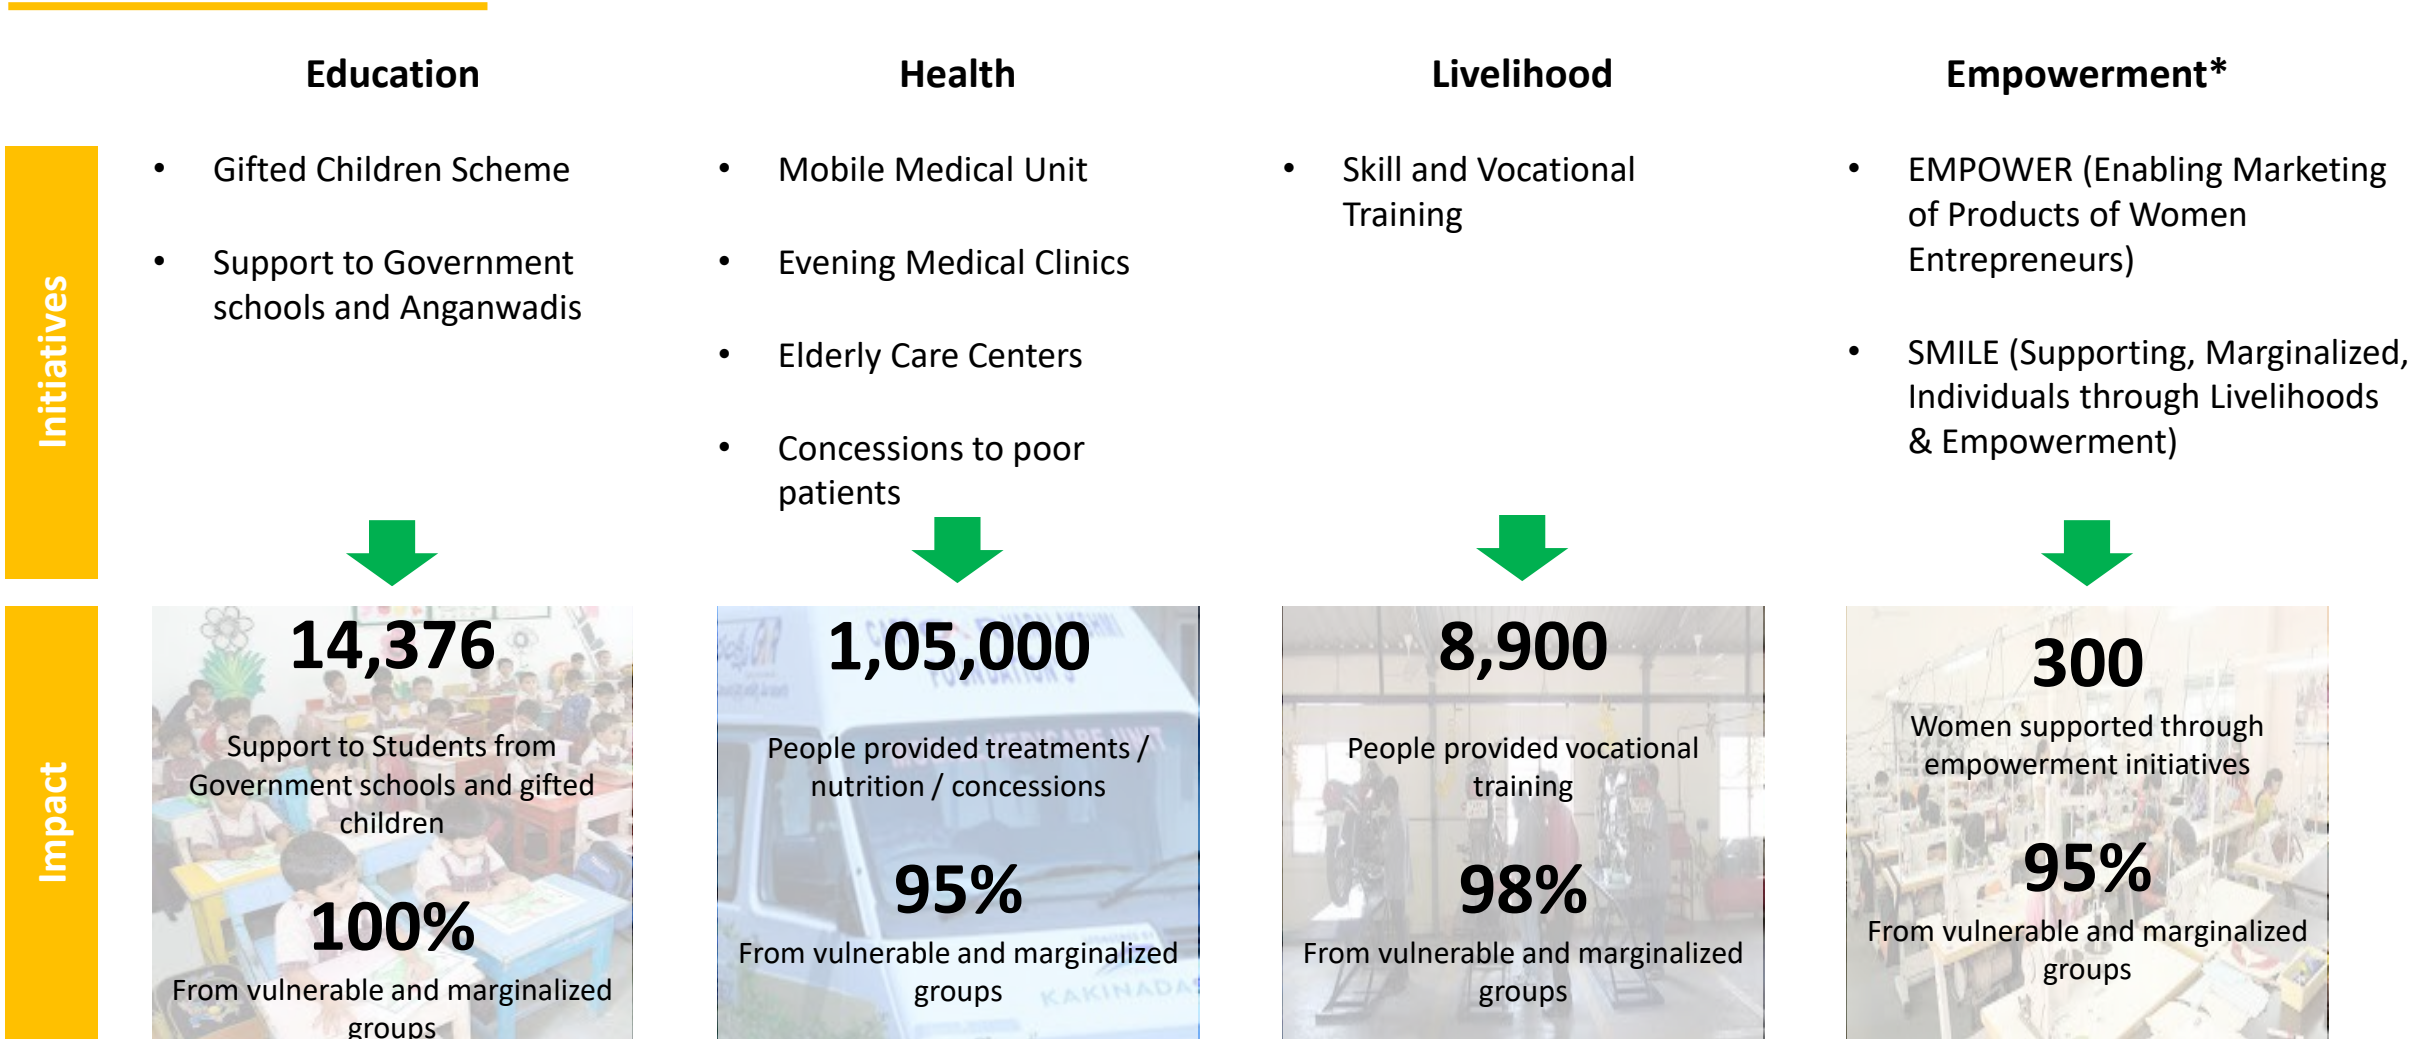 Education
Health
Livelihood
Empowerment*
Initiatives
• Gifted Children Scheme
• Support to Government
schools and Anganwadis
• Mobile Medical Unit
• Evening Medical Clinics
• Elderly Care Centers
• Concessions to poor
patients
• Skill and Vocational
Training
• EMPOWER (Enabling Marketing
of Products of Women
Entrepreneurs)
• SMILE (Supporting, Marginalized,
Individuals through Livelihoods
& Empowerment)
Impact
14,376
Support to Students from
Government schools and gifted
children
100%
From vulnerable and marginalized
groups
1,05,000
People provided treatments /
nutrition / concessions
95%
From vulnerable and marginalized
groups
KAKINADA
8,900
People provided vocational
training
98%
From vulnerable and marginalized
groups
300
Women supported through
empowerment initiatives
95%
From vulnerable and marginalized
groups